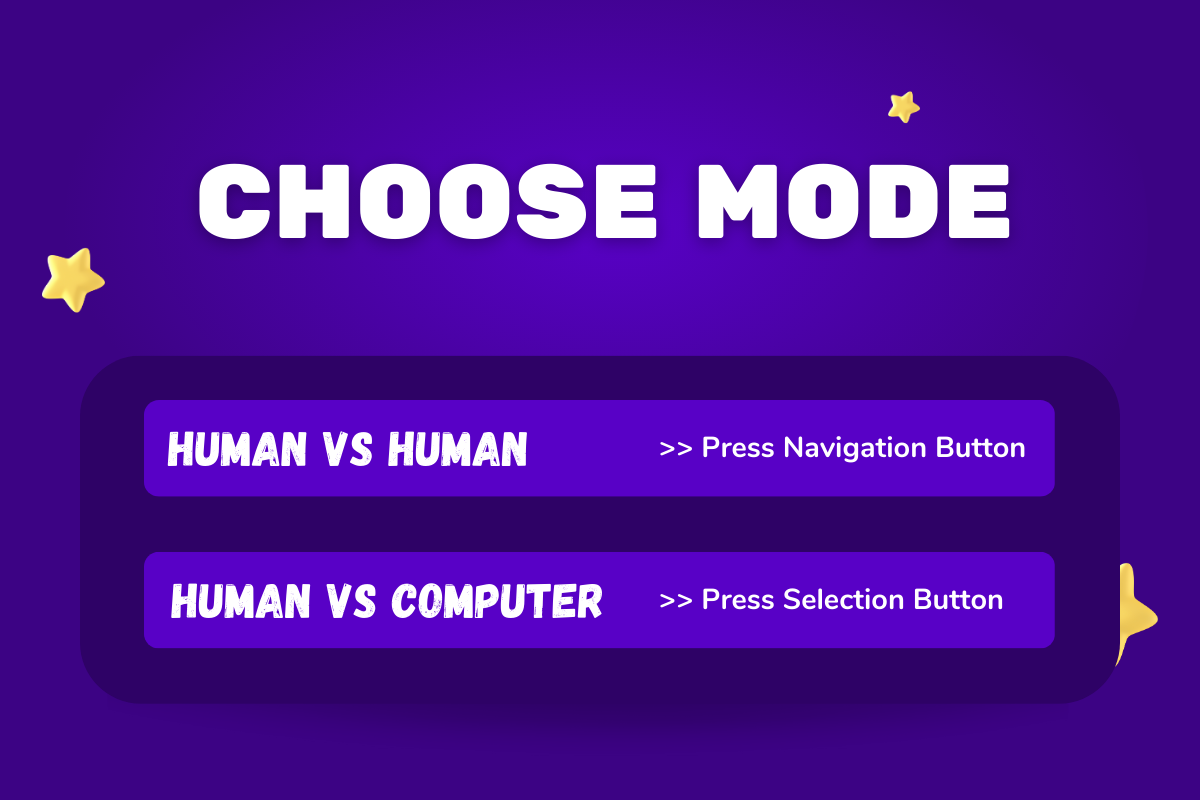 CHOOSE MODE
HUMAN VS HUMAN >> Press Navigation Button
HUMAN VS COMPUTER >> Press Selection Button